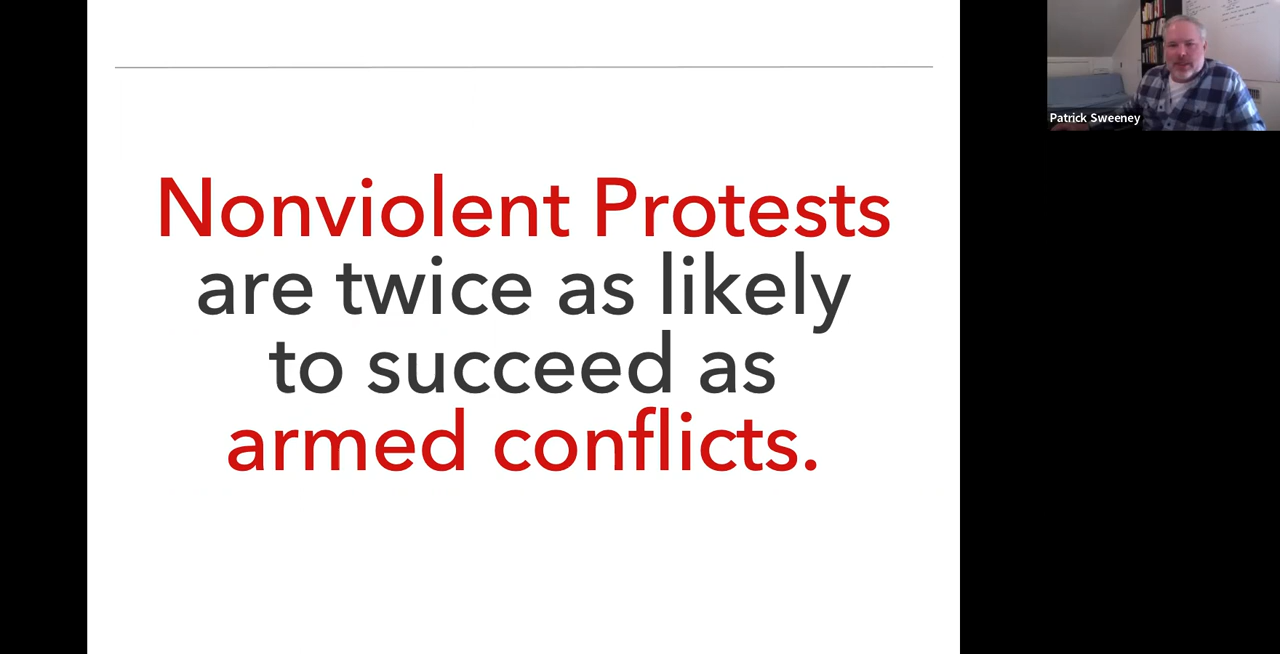 Nonviolent Protests
are twice as likely
to succeed as
armed conflicts.
Patrick Sweeney